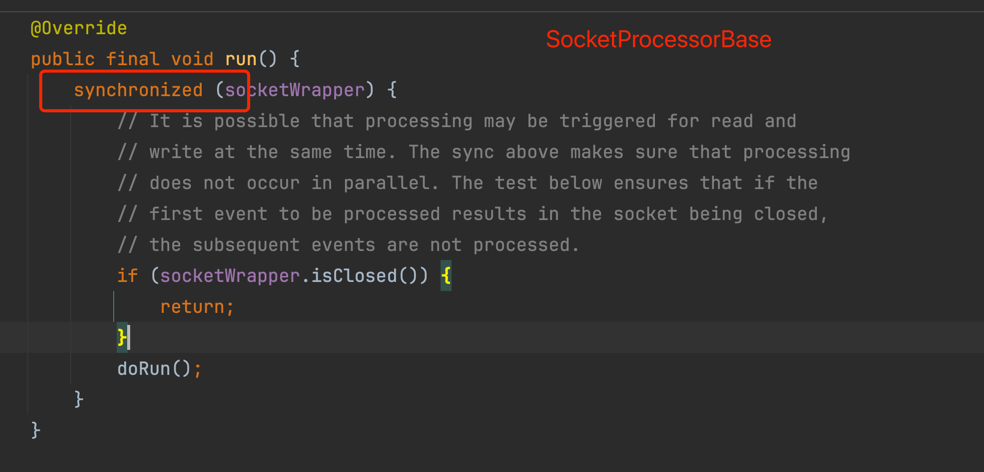 @Override
SocketProcessorBase
public final void run() {
synchronized (socketWrapper) {
// It is possible that processing may be triggered for read and
// write at the same time. The sync above makes sure that processing
// does not occur in parallel. The test below ensures that if the
// first event to be processed results in the socket being closed,
// the subsequent events are not processed.
if (socketWrapper.isClosed()) {
return;
}
doRun();
}
}